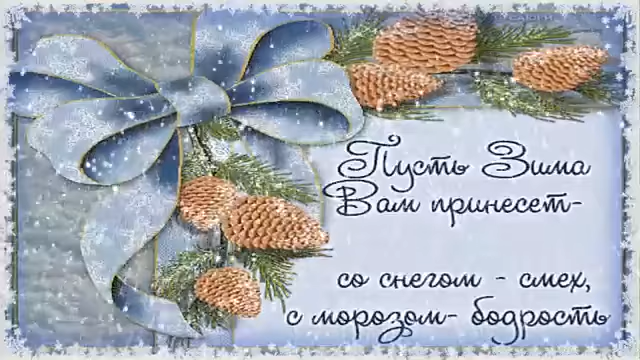 Пусть Зима
Вам принесет-
со снегом - смех,
с морозом- бодрость